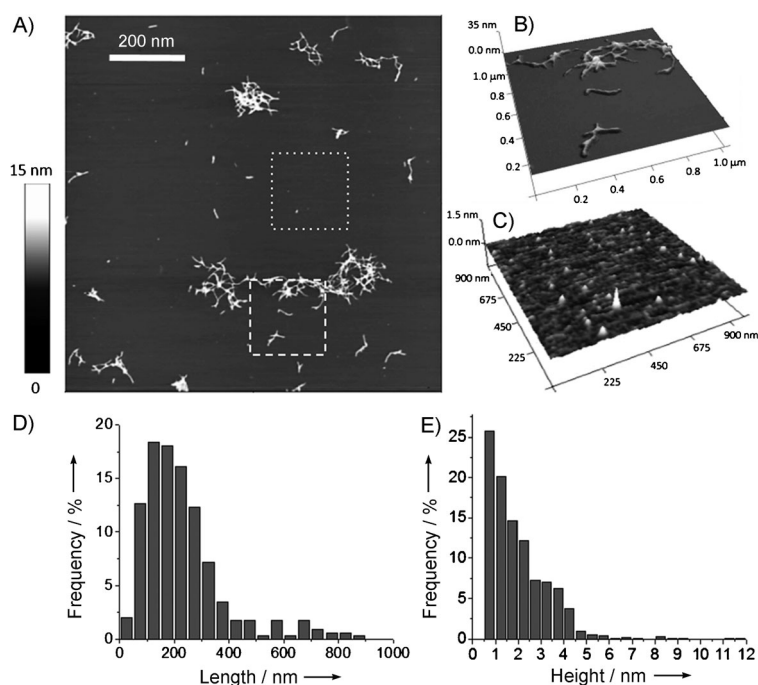 A)
200 nm
15 nm
0
B)
35 nm
0.0 nm
1.0 µm
0.8
0.6
0.4
0.2
0.2
0.4
0.6
0.8
1.0 µm
C)
1.5 nm
0.0 nm
900 nm
675
450
225
225
450
675
900 nm
D)
20
15
10
5
0
Frequency / %
0 200 400 600 800 1000
Length / nm
E)
25
20
15
10
5
0
Frequency / %
1 2 3 4 5 6 7 8 9 10 11 12
Height / nm